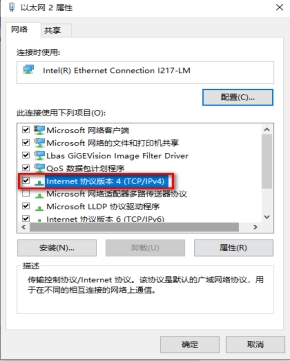 以太网 2 属性
网络
共享
连接时使用:
Intel(R) Ethernet Connection I217-LM
配置(C)...
此连接使用下列项目(O):
Microsoft 网络客户端
Microsoft 网络的文件和打印机共享
Lbas GiGEVision Image Filter Driver
QoS 数据包计划程序
Internet 协议版本 4 (TCP/IPv4)
Microsoft 网络适配器多路传送器协议
Microsoft LLDP 协议驱动程序
Internet 协议版本 6 (TCP/IPv6)
安装(N)...
卸载(U)
属性(R)
描述
传输控制协议/Internet 协议。该协议是默认的广域网络协议，用
于在不同的相互连接的网络上通信。
确定
取消